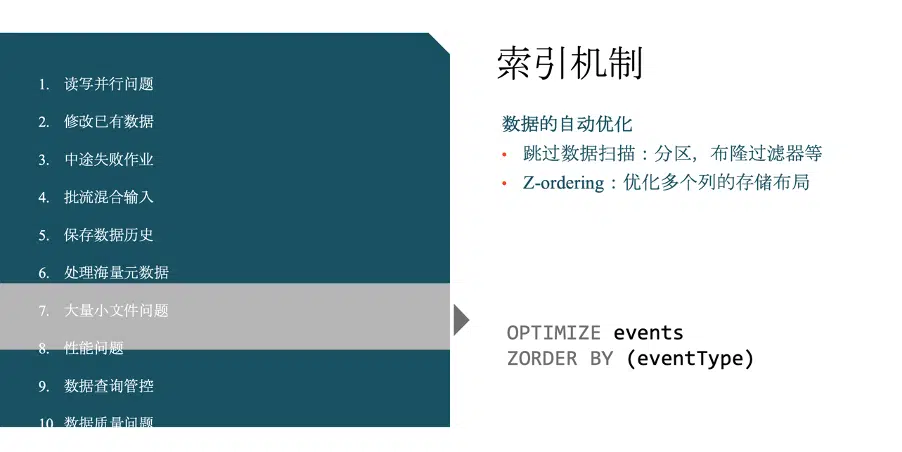 1. 读写并行问题
2. 修改已有数据
3. 中途失败作业
4. 批流混合输入
5. 保存数据历史
6. 处理海量元数据
7. 大量小文件问题
8. 性能问题
9. 数据查询管控
10. 数据质量问题
索引机制
数据的自动优化
• 跳过数据扫描：分区，布隆过滤器等
• Z-ordering：优化多个列的存储布局
OPTIMIZE events
ZORDER BY (eventType)